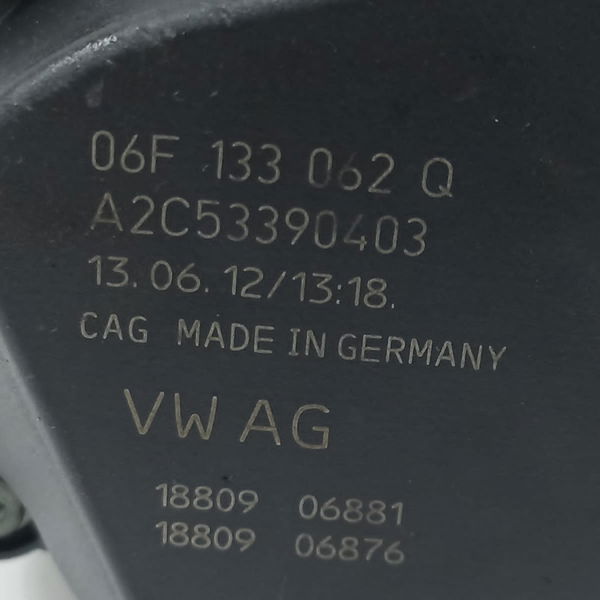 06F 133 062 Q
A2C53390403
13.06.12/13:18.
CAG MADE IN GERMANY
VW AG
18809 06881
18809 06876